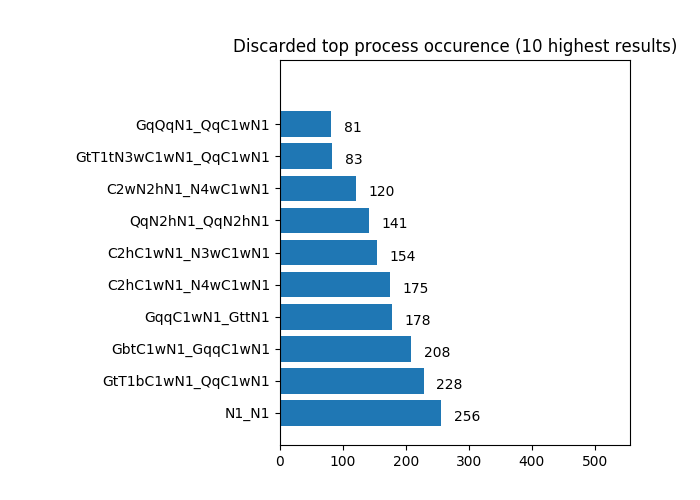 Discarded top process occurence (10 highest results)
GqQqN1_QqC1wN1 81
GtT1tN3wC1wN1_QqC1wN1 83
C2wN2hN1_N4wC1wN1 120
QqN2hN1_QqN2hN1 141
C2hC1wN1_N3wC1wN1 154
C2hC1wN1_N4wC1wN1 175
GqqC1wN1_GttN1 178
GbtC1wN1_GqqC1wN1 208
GtT1bC1wN1_QqC1wN1 228
N1_N1 256
0 100 200 300 400 500